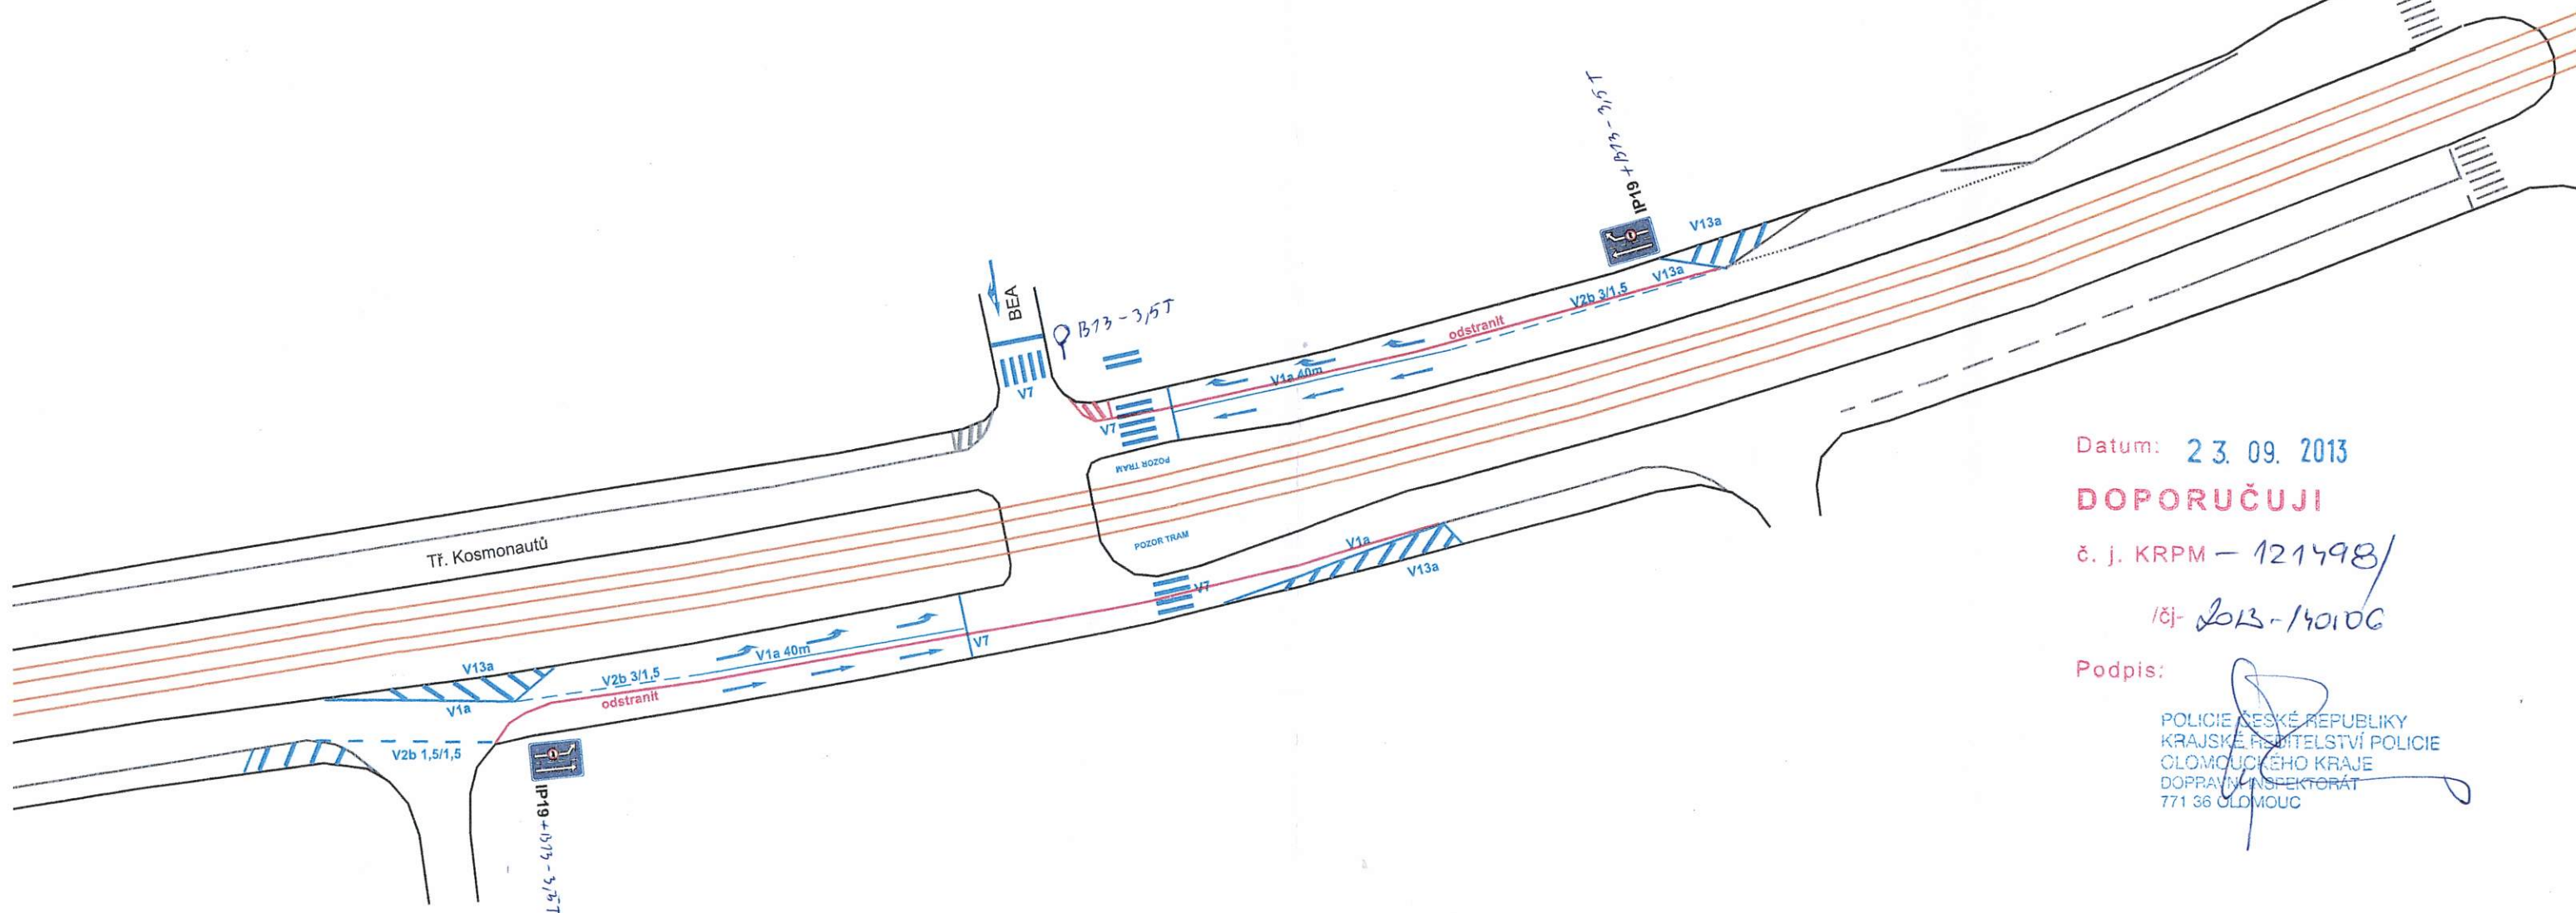 IP19 + B13 - 3,5T
V13a
V13a
V2b 3/1,5
odstranit
V1a 40m
BEA
B13 - 3,5T
V7
V7
POZOR TRAM
Tř. Kosmonautů
POZOR TRAM
V1a
V13a
V7
V7
V1a 40m
V2b 3/1,5
odstranit
V13a
V1a
V2b 1,5/1,5
IP19 + B13 - 3,5T
Datum: 23. 09. 2013
DOPORUČUJI
č. j. KRPM - 121498/
/čj- 2013-140106
Podpis:
POLICIE ČESKÉ REPUBLIKY
KRAJSKÉ ŘEDITELSTVÍ POLICIE
OLOMOUCKÉHO KRAJE
DOPRAVNÍ INSPEKTORÁT
771 36 OLOMOUC